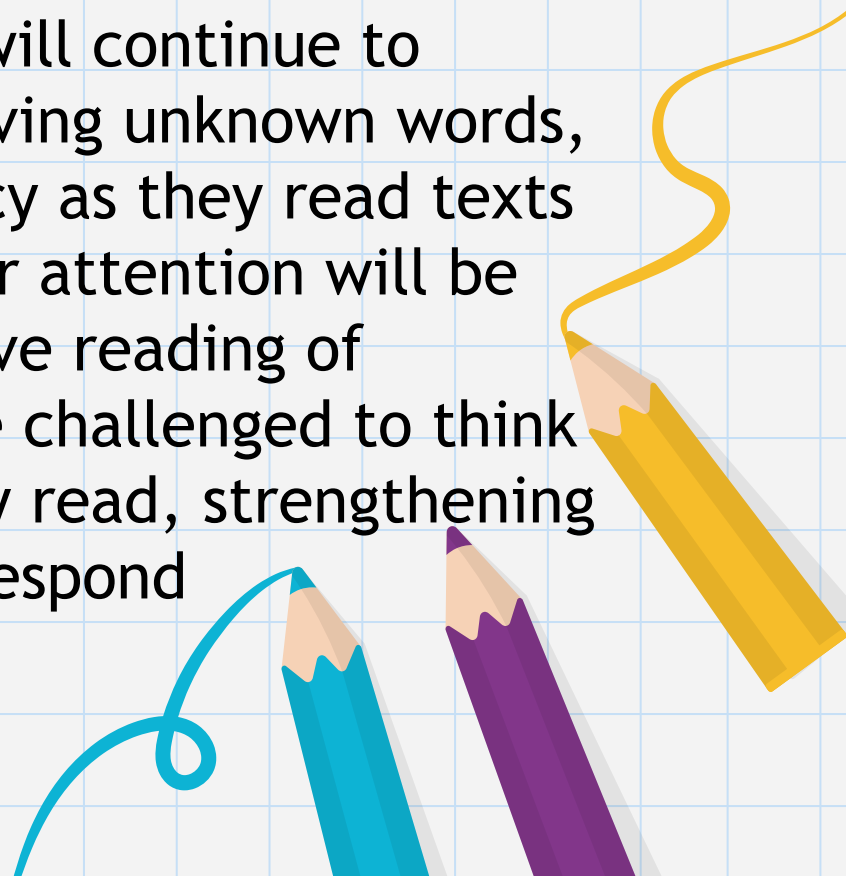 will continue to
ving unknown words,
cy as they read texts
r attention will be
ve reading of
e challenged to think
y read, strengthening
espond